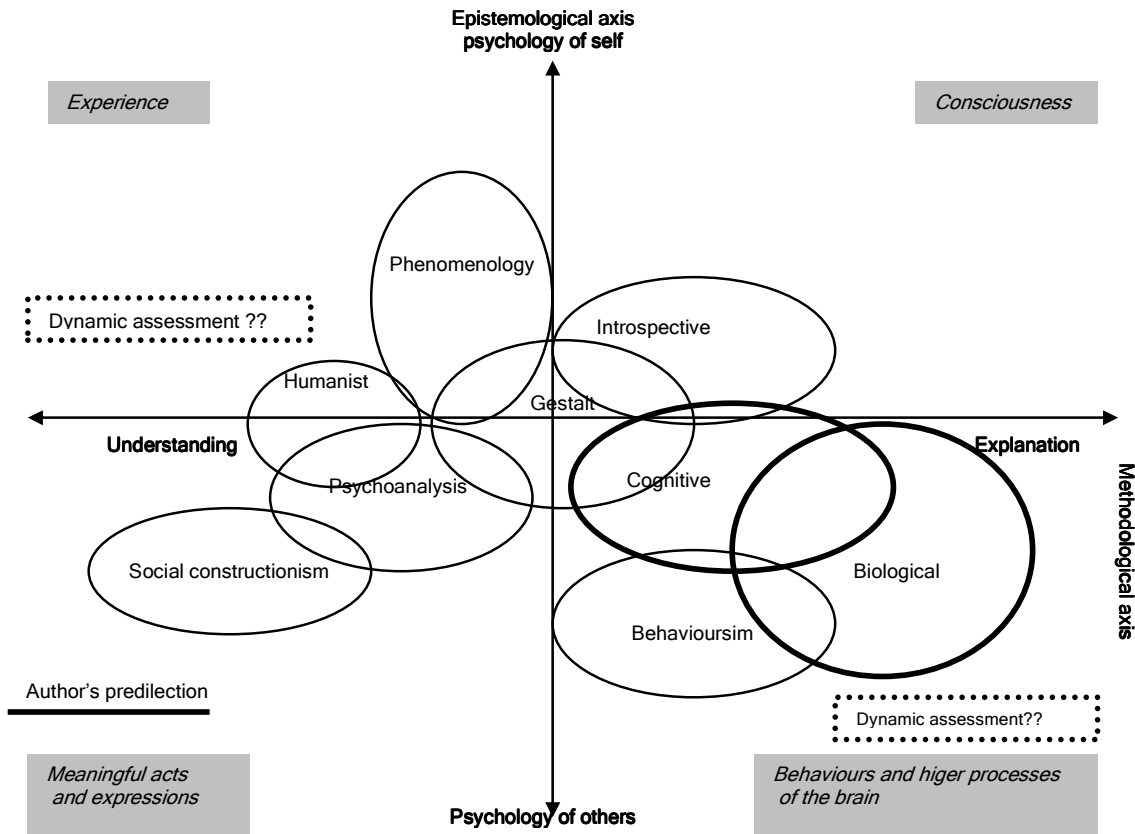 Epistemological axis
psychology of self
Experience
Consciousness
Phenomenology
Dynamic assessment ??
Introspective
Humanist
Gestalt
Understanding
Explanation
Psychoanalysis
Cognitive
Methodological axis
Social constructionism
Biological
Behavioursim
Author's predilection
Dynamic assessment??
Meaningful acts
and expressions
Behaviours and higer processes
of the brain
Psychology of others